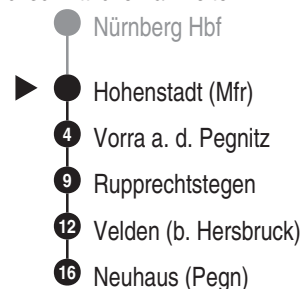 Nürnberg Hbf
Hohenstadt (Mfr)
4 Vorra a. d. Pegnitz
9 Rupprechtstegen
12 Velden (b. Hersbruck)
16 Neuhaus (Pegn)